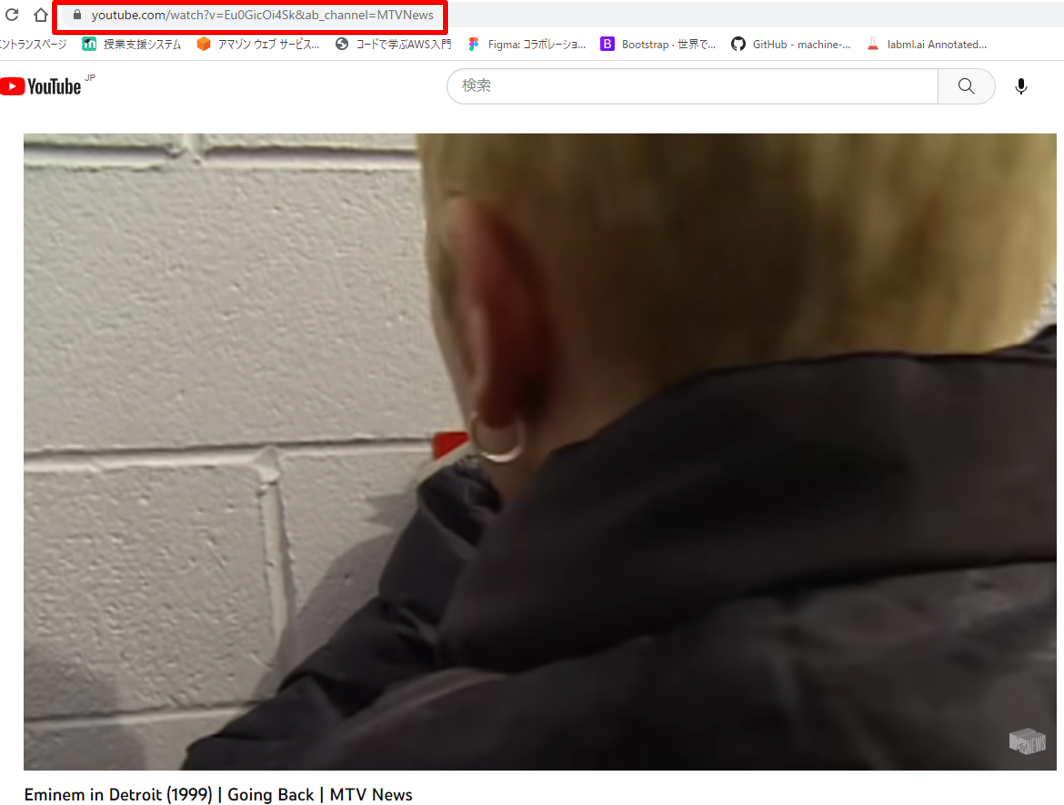 youtube.com/watch?v=Eu0GicOi4Sk&ab_channel=MTVNews
ントランスページ 授業支援システム アマゾン ウェブ サービス... コードで学ぶAWS入門 Figma: コラボレーショ... B Bootstrap · 世界で... GitHub - machine-... labml.ai Annotated...
YouTube JP
検索
NEWS
Eminem in Detroit (1999) | Going Back | MTV News